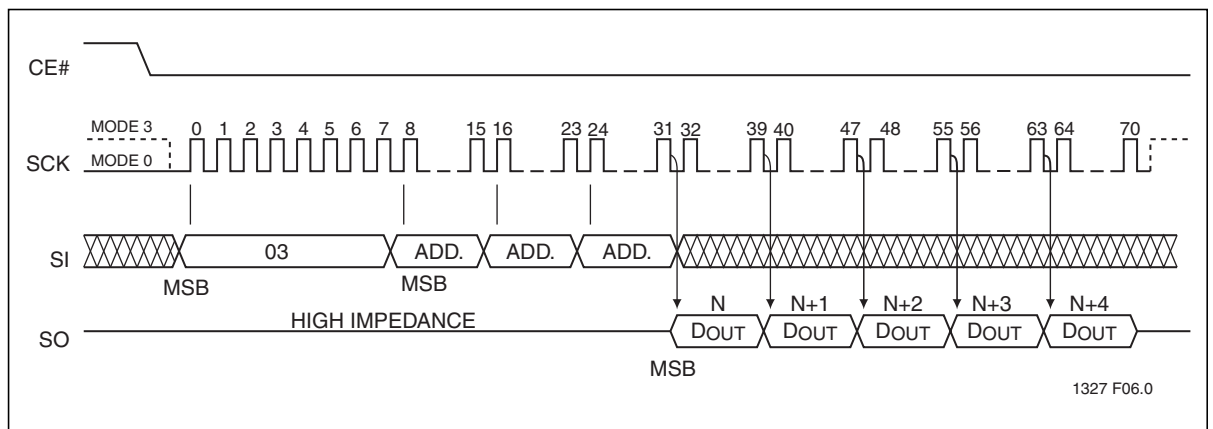 CE#
MODE 3
0 1 2 3 4 5 6 7 8 15 16 23 24 31 32 39 40 47 48 55 56 63 64 70
SCK
MODE 0
SI
03 ADD. ADD. ADD.
MSB MSB
N N+1 N+2 N+3 N+4
HIGH IMPEDANCE
SO
DOUT DOUT DOUT DOUT DOUT
MSB
1327 F06.0